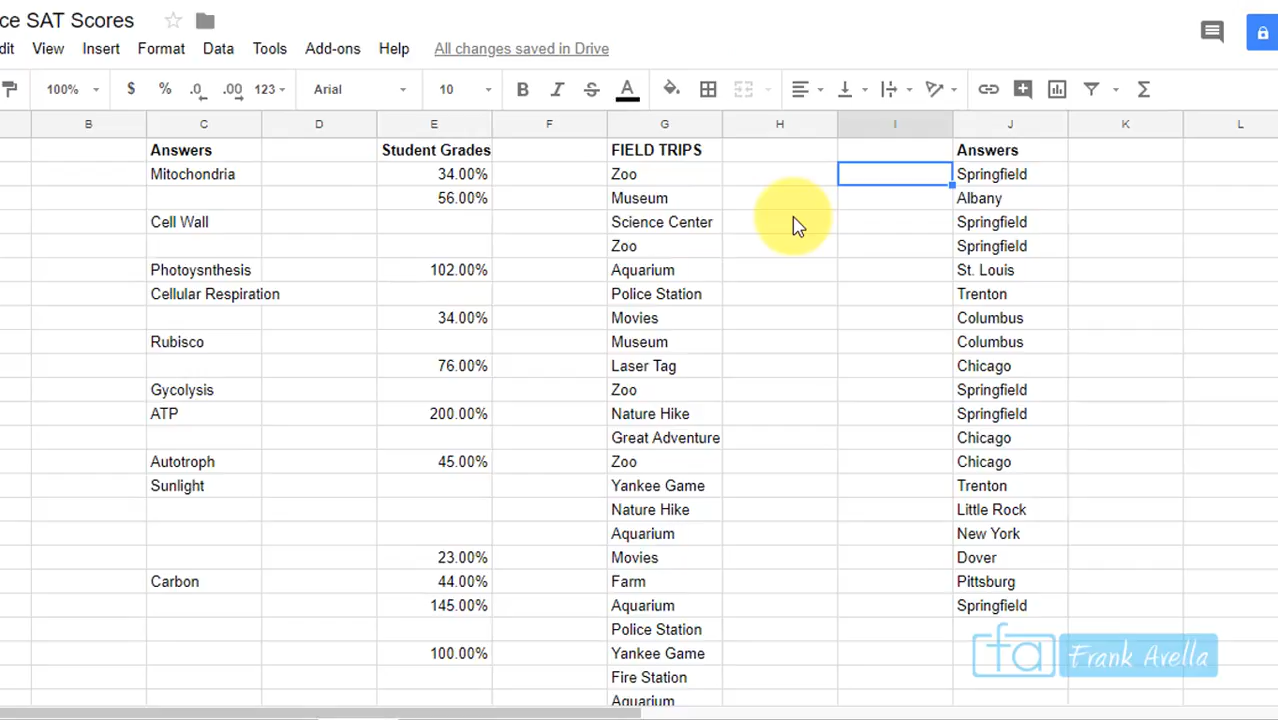 ce SAT Scores
dit View Insert Format Data Tools Add-ons Help All changes saved in Drive
100% $ % .0 .00 123 Arial 10 B I S A
B C D E F G H I J K L
Answers Student Grades FIELD TRIPS Answers
Mitochondria 34.00% Zoo Springfield
56.00% Museum Albany
Cell Wall Science Center Springfield
Zoo Springfield
Photoysnthesis 102.00% Aquarium St. Louis
Cellular Respiration Police Station Trenton
34.00% Movies Columbus
Rubisco Museum Columbus
76.00% Laser Tag Chicago
Gycolysis Zoo Springfield
ATP 200.00% Nature Hike Springfield
Great Adventure Chicago
Autotroph 45.00% Zoo Chicago
Sunlight Yankee Game Trenton
Nature Hike Little Rock
Aquarium New York
23.00% Movies Dover
Carbon 44.00% Farm Pittsburg
145.00% Aquarium Springfield
Police Station
100.00% Yankee Game
Fire Station
Aquarium
fa Frank Avella